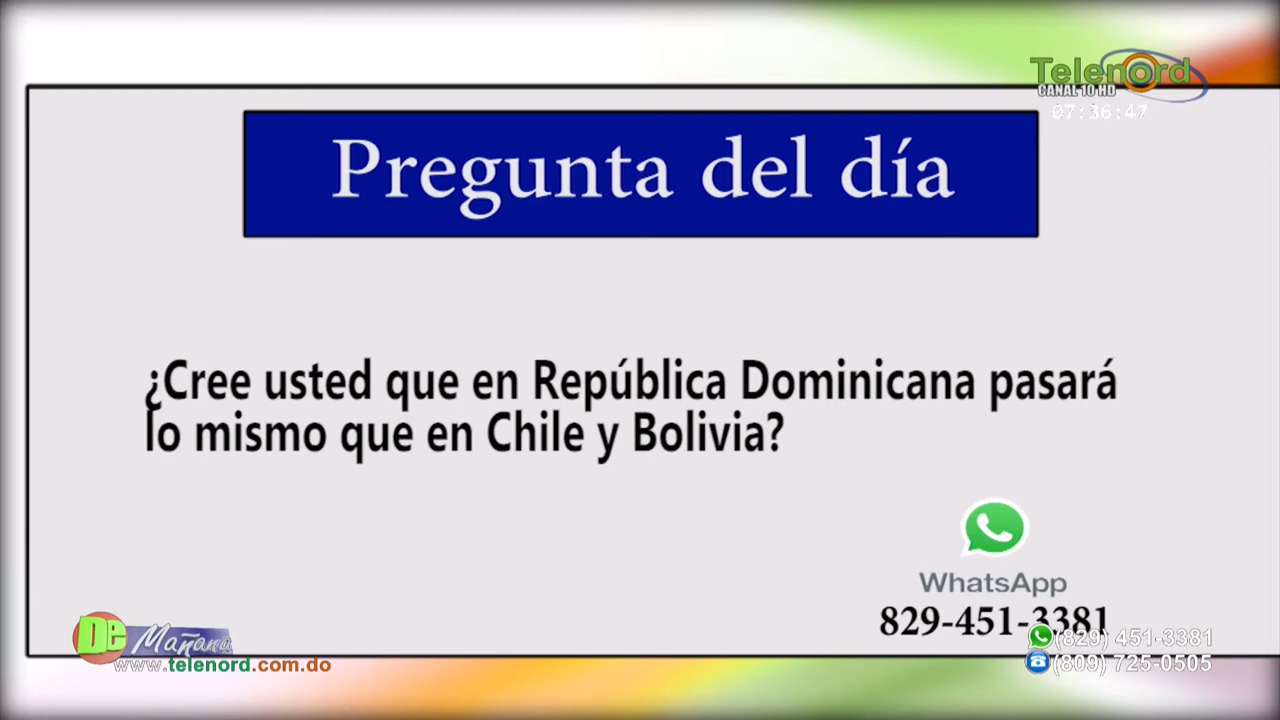 Telenord
CANAL 10 HD
07:36:47
Pregunta del día
¿Cree usted que en República Dominicana pasará
lo mismo que en Chile y Bolivia?
WhatsApp
829-451-3381
(829) 451-3381
(809) 725-0505
De Mañana
www.telenord.com.do